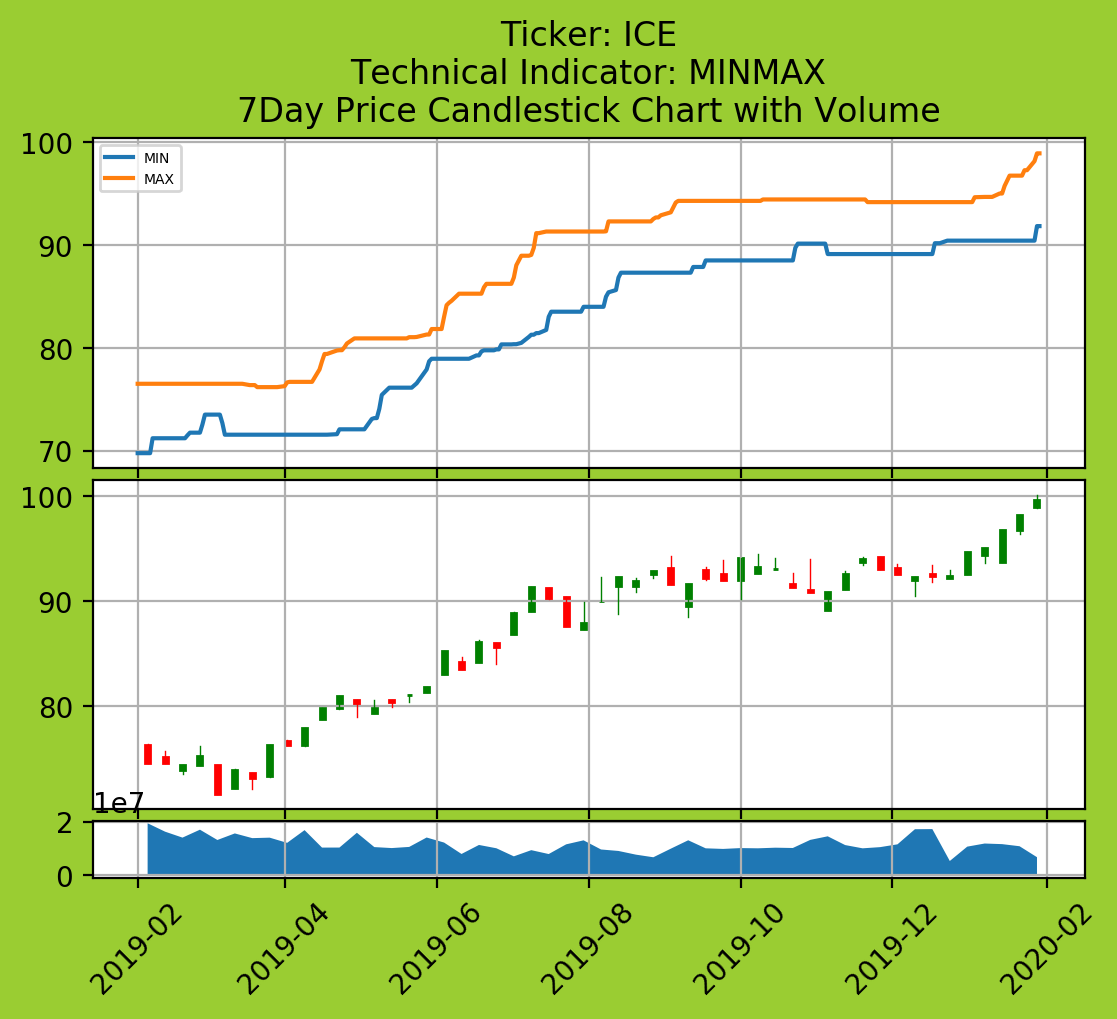 Ticker: ICE
Technical Indicator: MINMAX
7Day Price Candlestick Chart with Volume
100
90
80
70
MIN
MAX
100
90
80
1e7
2
0
2019-02
2019-04
2019-06
2019-08
2019-10
2019-12
2020-02